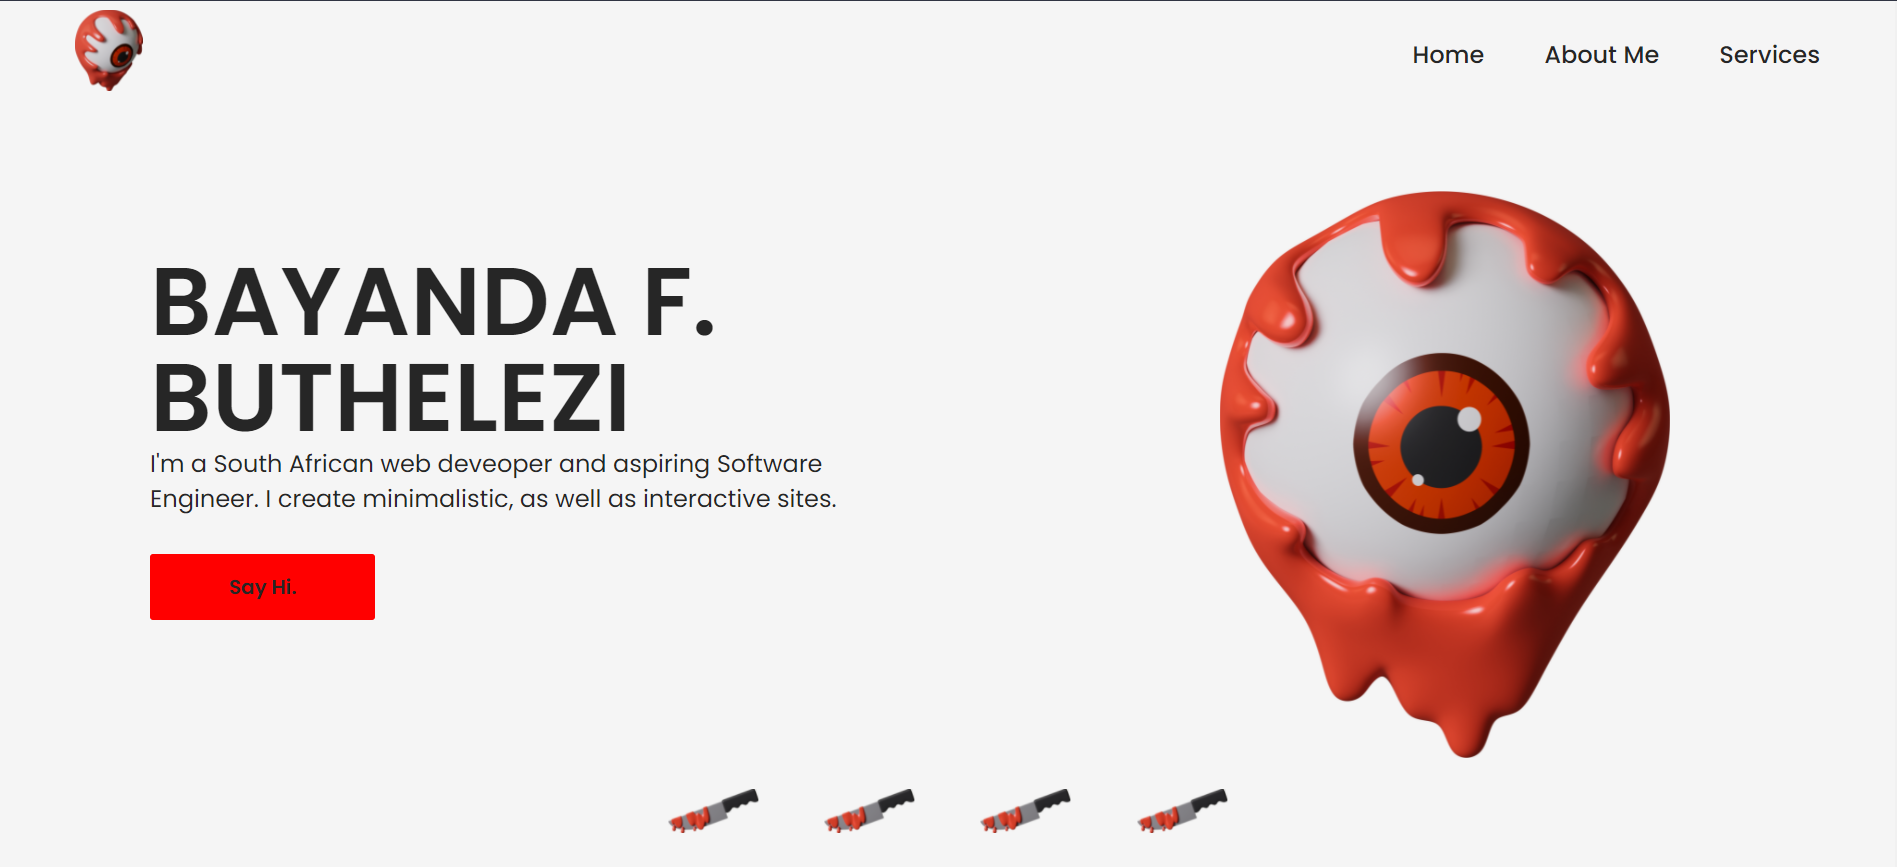 Home About Me Services
BAYANDA F.
BUTHELEZI
I'm a South African web deveoper and aspiring Software
Engineer. I create minimalistic, as well as interactive sites.
Say Hi.